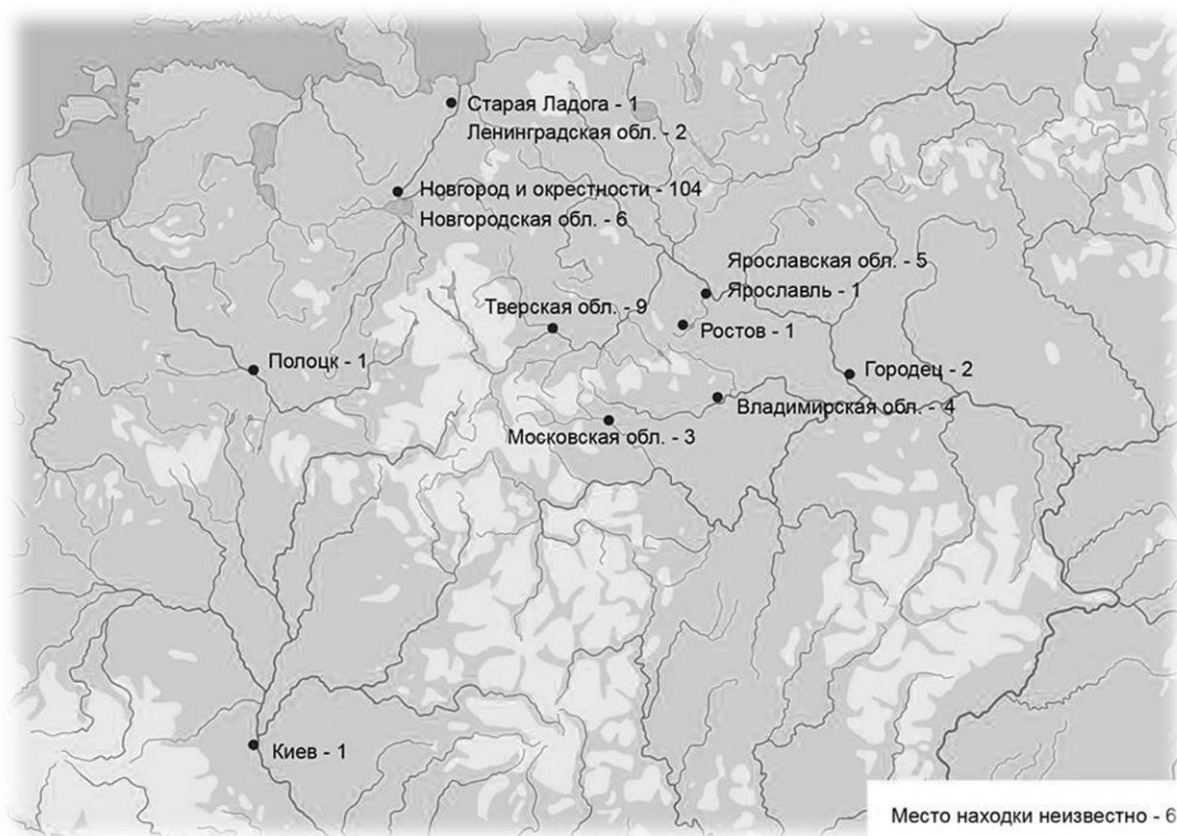 Старая Ладога - 1
Ленинградская обл. - 2
Новгород и окрестности - 104
Новгородская обл. - 6
Ярославская обл. - 5
Ярославль - 1
Тверская обл. - 9
Ростов - 1
Полоцк - 1
Городец - 2
Владимирская обл. - 4
Московская обл. - 3
Киев - 1
Место находки неизвестно - 6